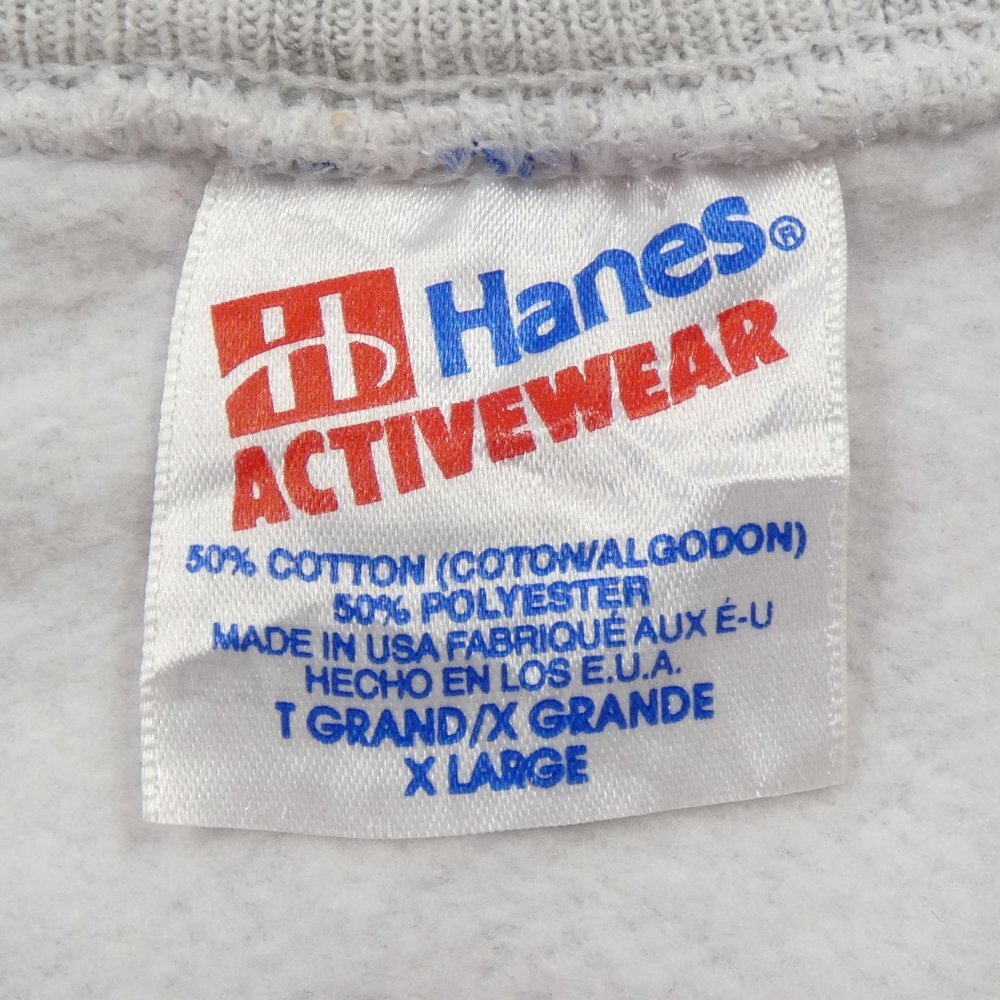 Hanes®
ACTIVEWEAR
50% COTTON (COTON/ALGODON)
50% POLYESTER
MADE IN USA FABRIQUÉ AUX É-U
HECHO EN LOS E.U.A.
T GRAND/X GRANDE
X LARGE